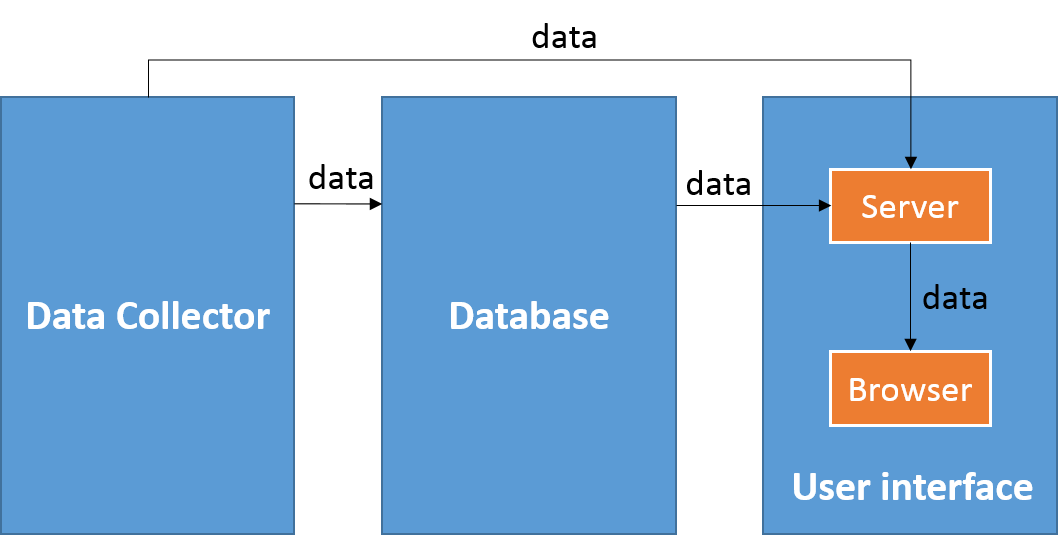 data
data
data
Server
Data Collector
Database
data
Browser
User interface